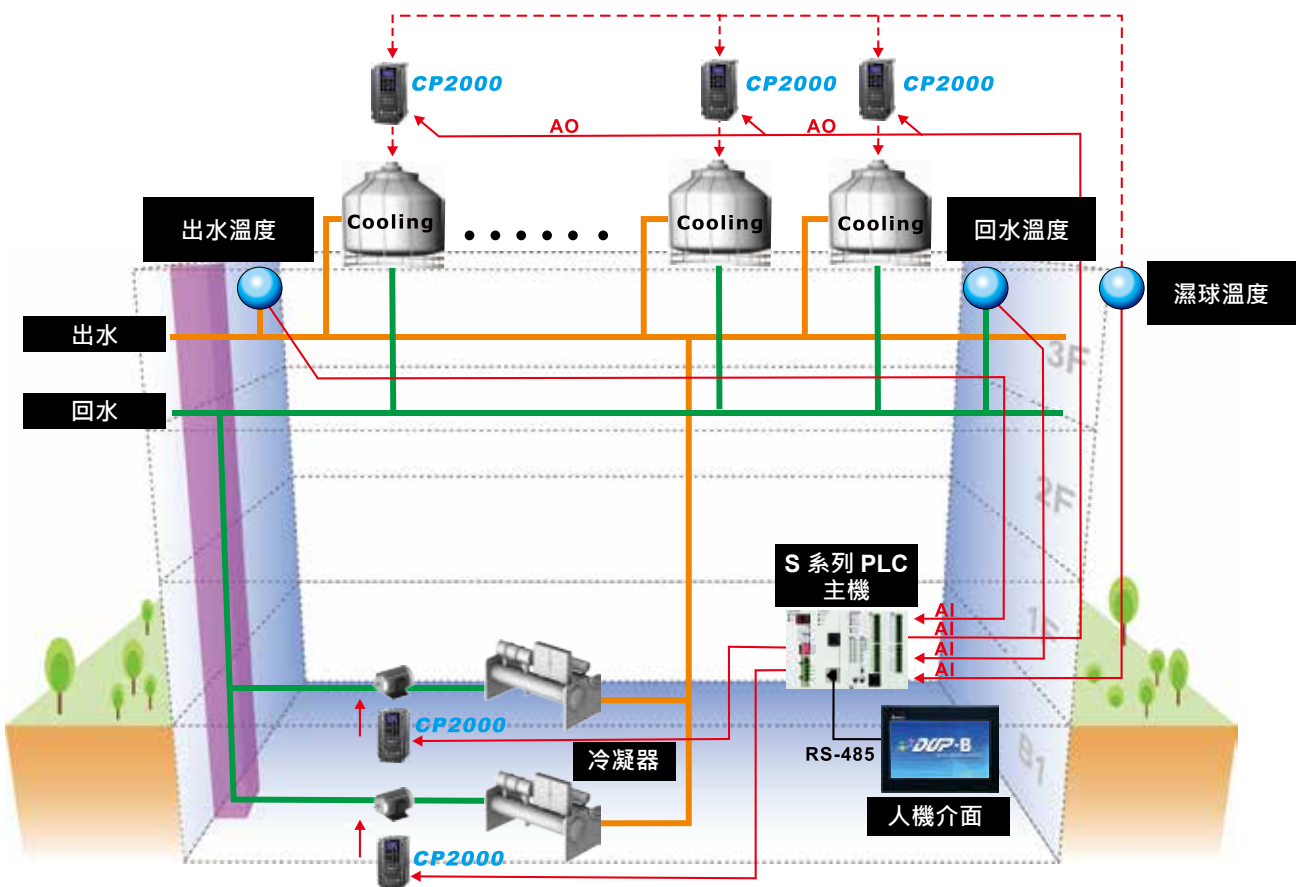 CP2000
CP2000
CP2000
AO
AO
Cooling
Cooling
Cooling
出水溫度
回水溫度
濕球溫度
出水
回水
3F
2F
1F
B1
S 系列 PLC
主機
AI
AI
AI
AI
CP2000
冷凝器
RS-485
DOP-B
人機介面
CP2000